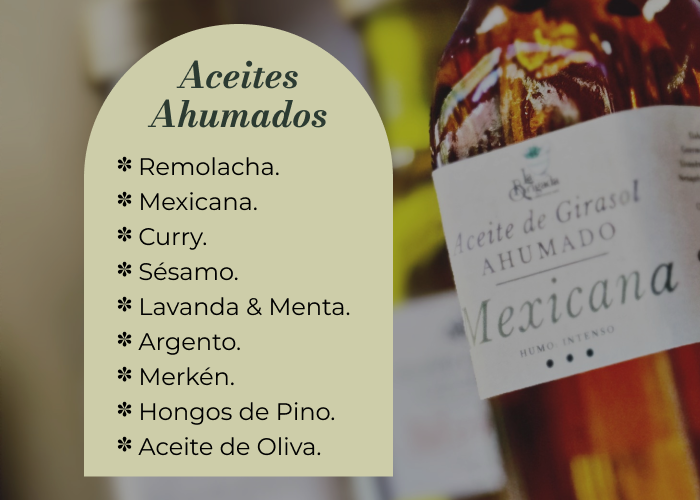 Aceites
Ahumados
✽ Remolacha.
✽ Mexicana.
✽ Curry.
✽ Sésamo.
✽ Lavanda & Menta.
✽ Argento.
✽ Merkén.
✽ Hongos de Pino.
✽ Aceite de Oliva.
Aceite de Girasol
AHUMADO
Mexicana
HUMO: INTENSO